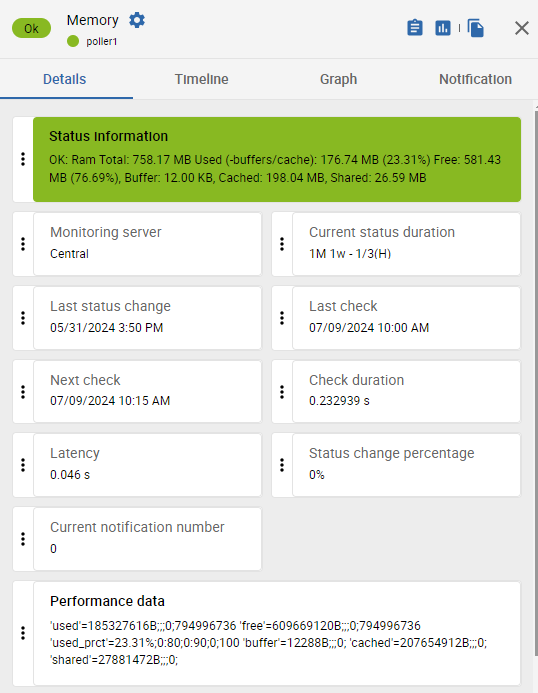 Ok
Memory
poller1
Details Timeline Graph Notification
Status information
OK: Ram Total: 758.17 MB Used (-buffers/cache): 176.74 MB (23.31%) Free: 581.43
MB (76.69%), Buffer: 12.00 KB, Cached: 198.04 MB, Shared: 26.59 MB
Monitoring server
Central
Current status duration
1M 1w - 1/3(H)
Last status change
05/31/2024 3:50 PM
Last check
07/09/2024 10:00 AM
Next check
07/09/2024 10:15 AM
Check duration
0.232939 s
Latency
0.046 s
Status change percentage
0%
Current notification number
0
Performance data
'used'=185327616B;;;0;794996736 'free'=609669120B;;;0;794996736
'used_prct'=23.31%;0:80;0:90;0;100 'buffer'=12288B;;;0; 'cached'=207654912B;;;0;
'shared'=27881472B;;;0;